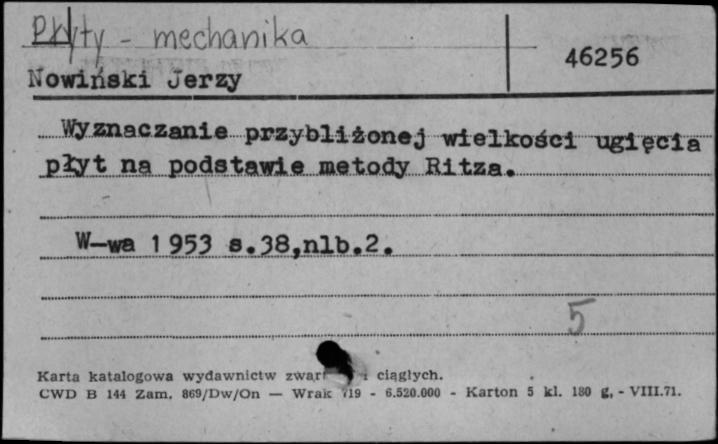 Płyty - mechanika
46256
Nowiński Jerzy
Wyznaczanie przybliżonej wielkości ugięcia
płyt na podstawie metody Ritza.
W-wa 1953 s.38,nlb.2.
5
Karta katalogowa wydawnictw i ciągłych.
CWD B 144 Zam. 869/Dw/On — Wrak 719 - 6.520.000 - Karton 5 kl. 180 g, - VIII.71.